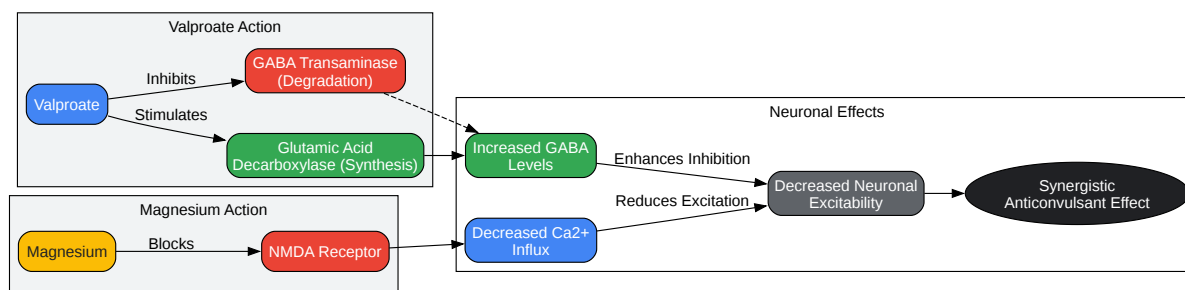 Valproate Action
Valproate
Inhibits
Stimulates
GABA Transaminase
(Degradation)
Glutamic Acid
Decarboxylase (Synthesis)
Magnesium Action
Magnesium
Blocks
NMDA Receptor
Neuronal Effects
Increased GABA
Levels
Enhances Inhibition
Decreased Ca2+
Influx
Reduces Excitation
Decreased Neuronal
Excitability
Synergistic
Anticonvulsant Effect